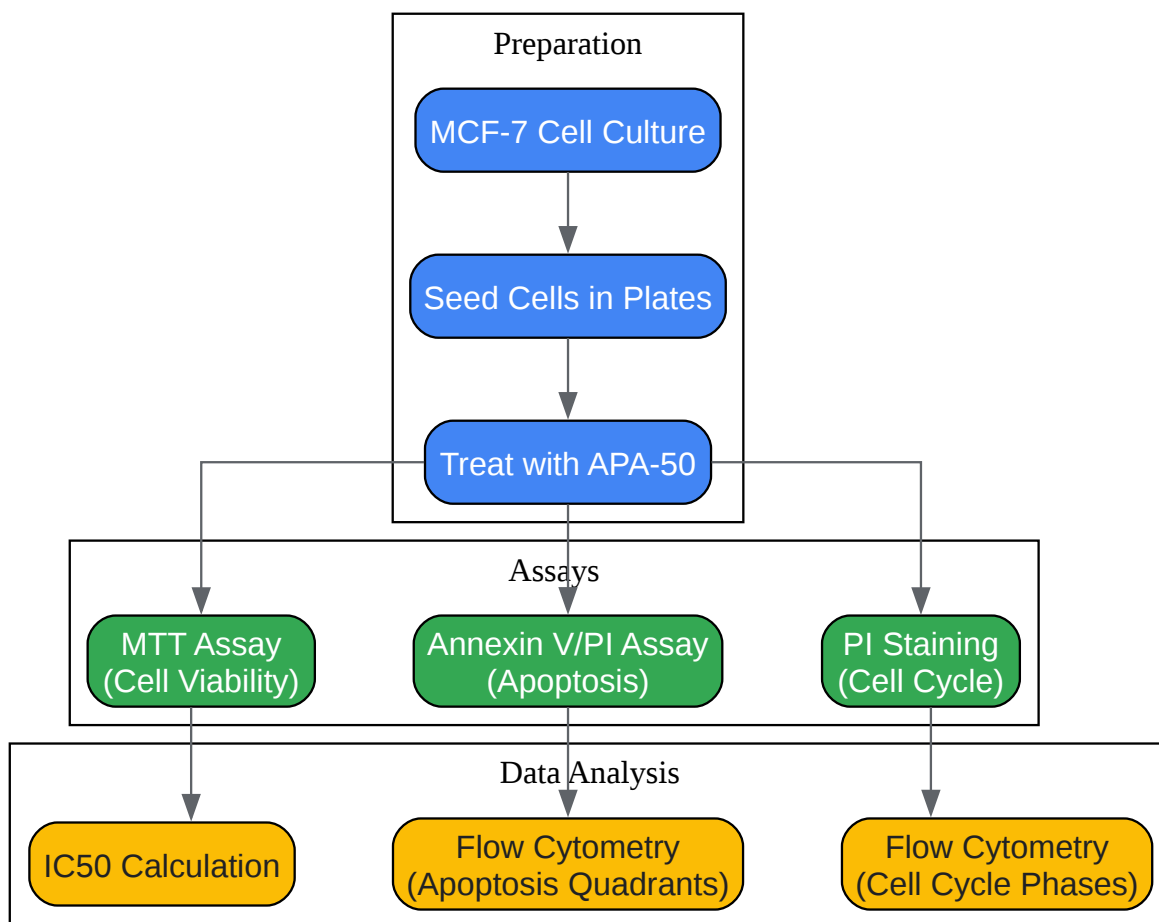 Preparation
MCF-7 Cell Culture
Seed Cells in Plates
Treat with APA-50
Assays
MTT Assay
(Cell Viability)
Annexin V/PI Assay
(Apoptosis)
PI Staining
(Cell Cycle)
Data Analysis
IC50 Calculation
Flow Cytometry
(Apoptosis Quadrants)
Flow Cytometry
(Cell Cycle Phases)